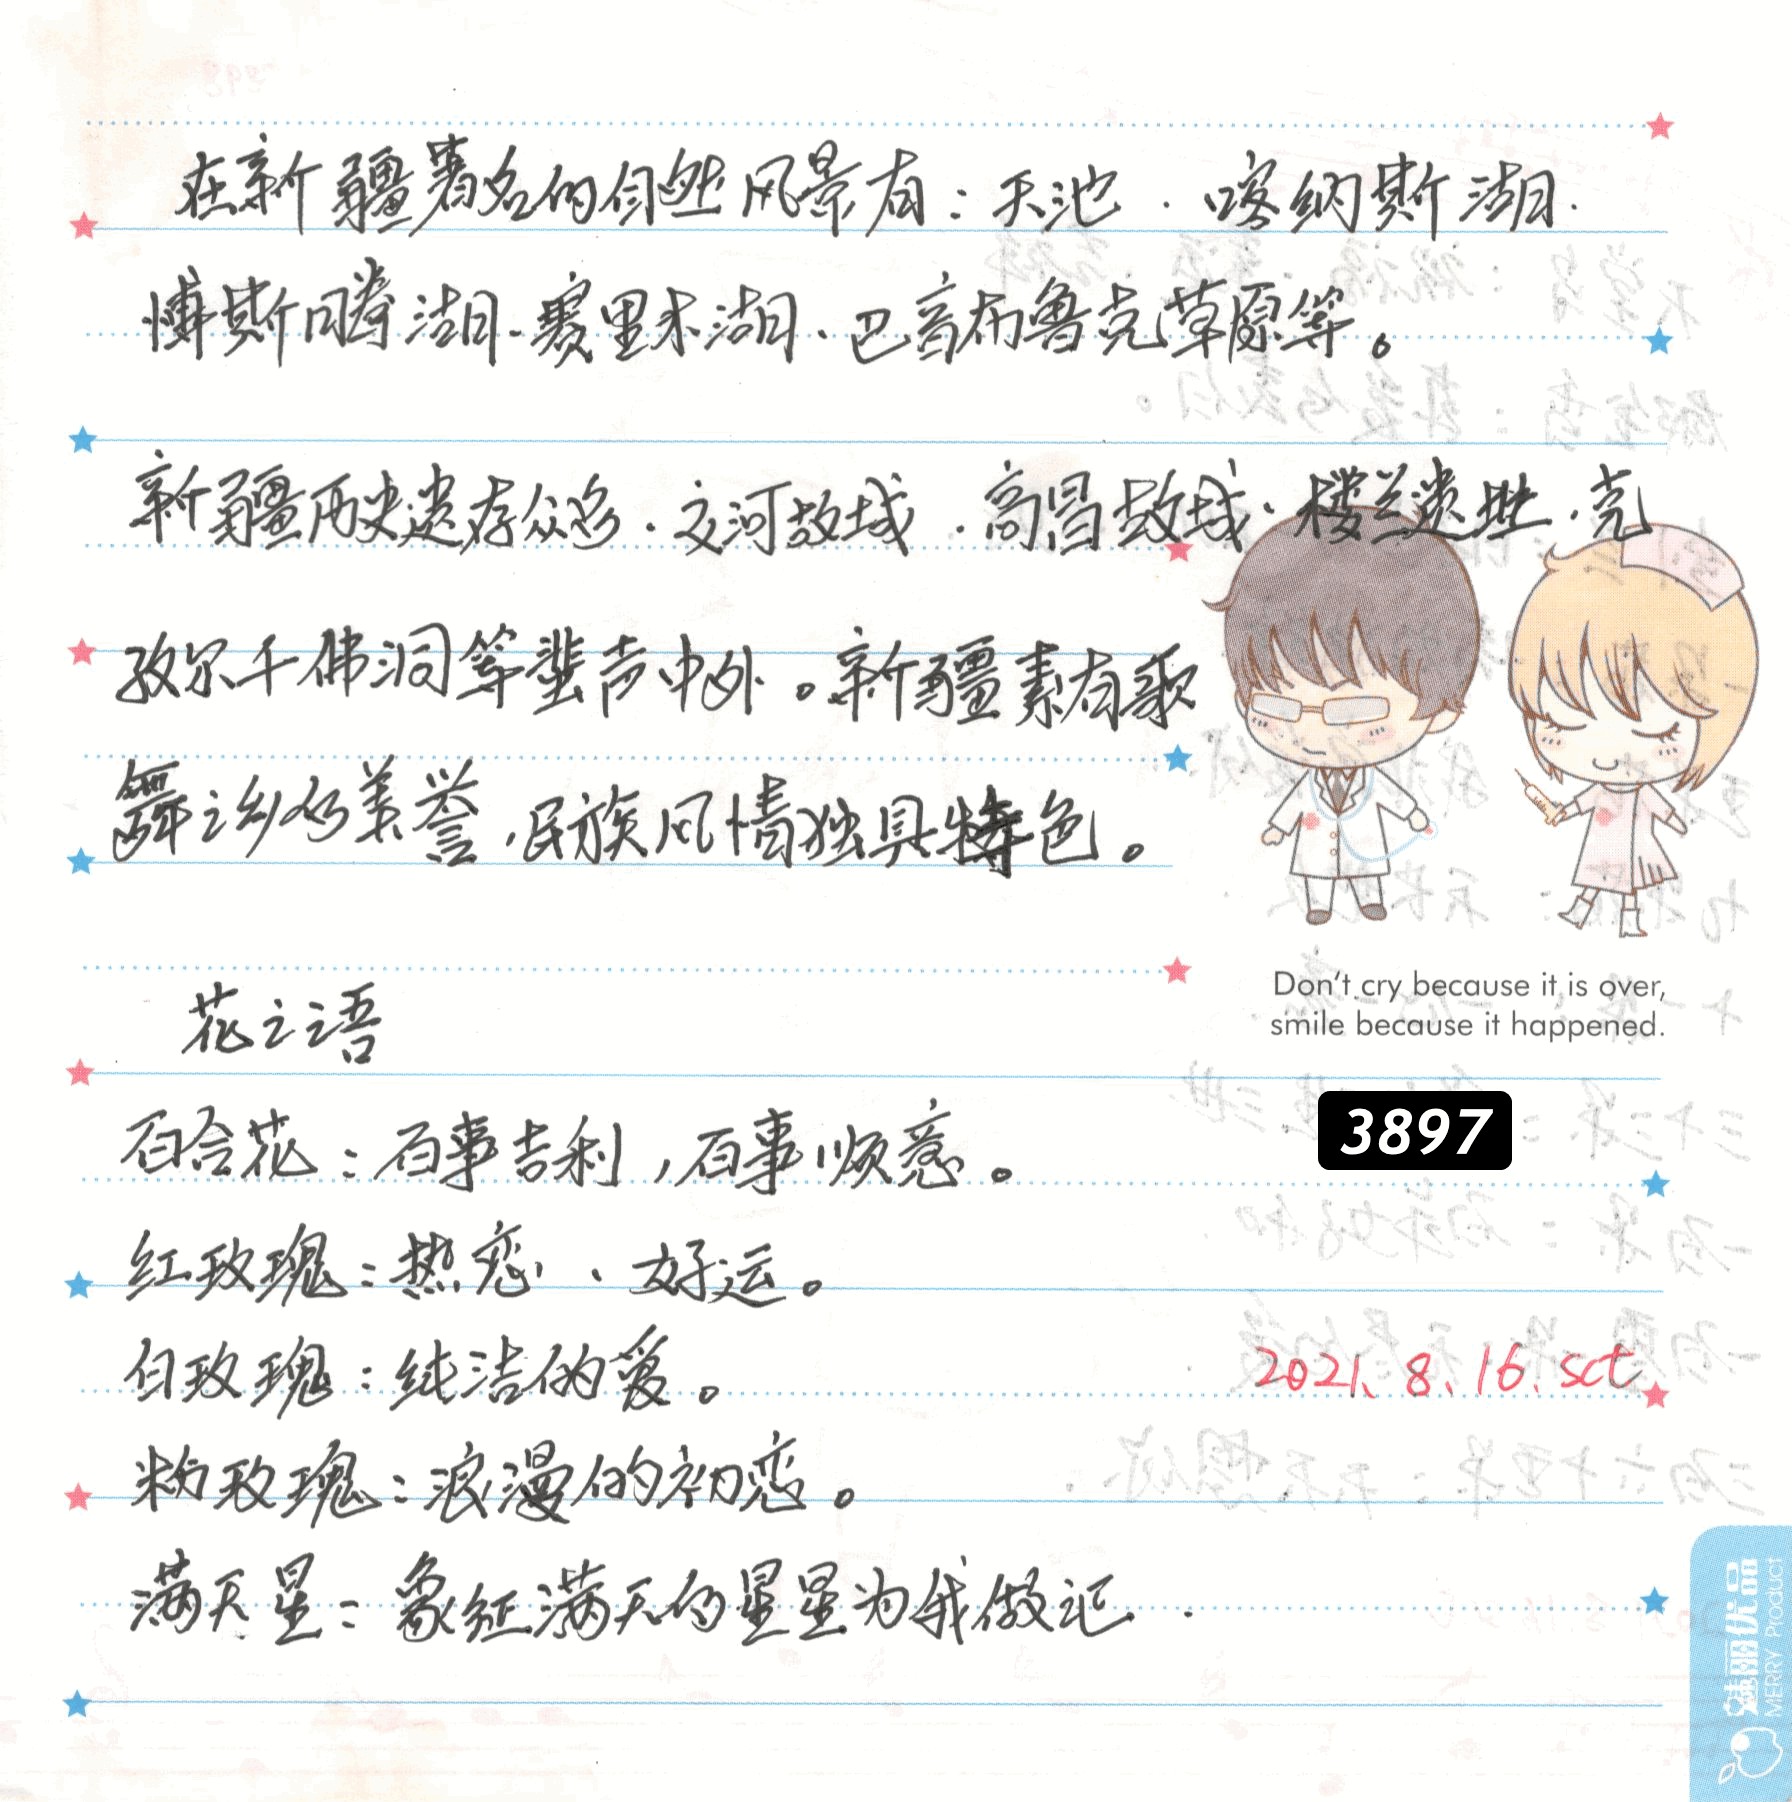 在新疆著名的自然风景有：天池．喀纳斯湖．
博斯腾湖、赛里木湖、巴音布鲁克草原等。
新疆历史遗存众多．交河故城．高昌故城．楼兰遗址．克
孜尔千佛洞等蜚声中外。新疆素有歌
舞之乡的美誉，民族风情独具特色。
Don't cry because it is over,
smile because it happened.
花之语
3897
百合花：百事吉利，百事顺意。
红玫瑰：热恋、好运。
白玫瑰：纯洁的爱。
2021、8、16. sct
粉玫瑰：浪漫的初恋。
满天星：象征满天的星星为我做证．
MERRY Product